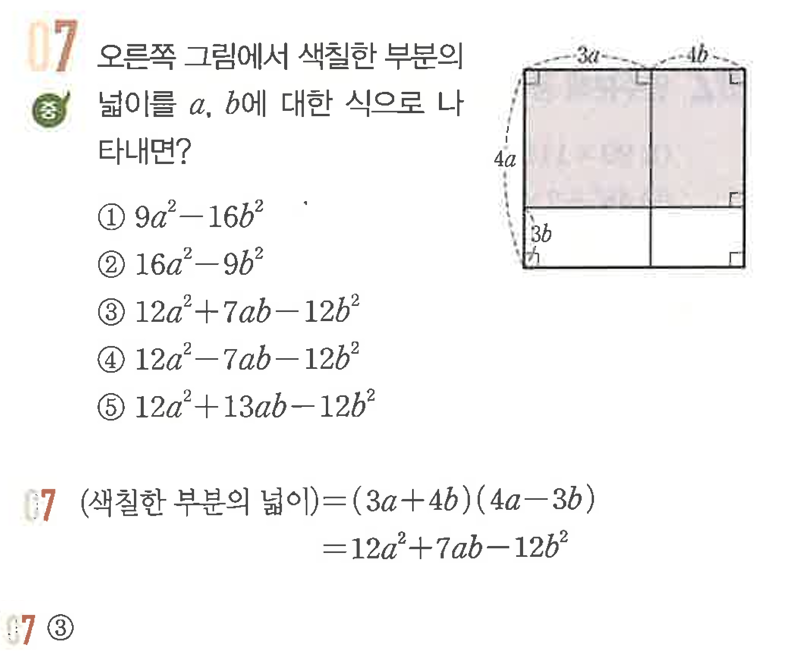 07
중
오른쪽 그림에서 색칠한 부분의
넓이를 a, b에 대한 식으로 나
타내면?
① 9a²-16b²
② 16a²-9b²
③ 12a²+7ab-12b²
④ 12a²-7ab-12b²
⑤ 12a²+13ab-12b²
3a
4b
4a
3b
07 (색칠한 부분의 넓이)=(3a+4b)(4a-3b)
=12a²+7ab-12b²
07 ③